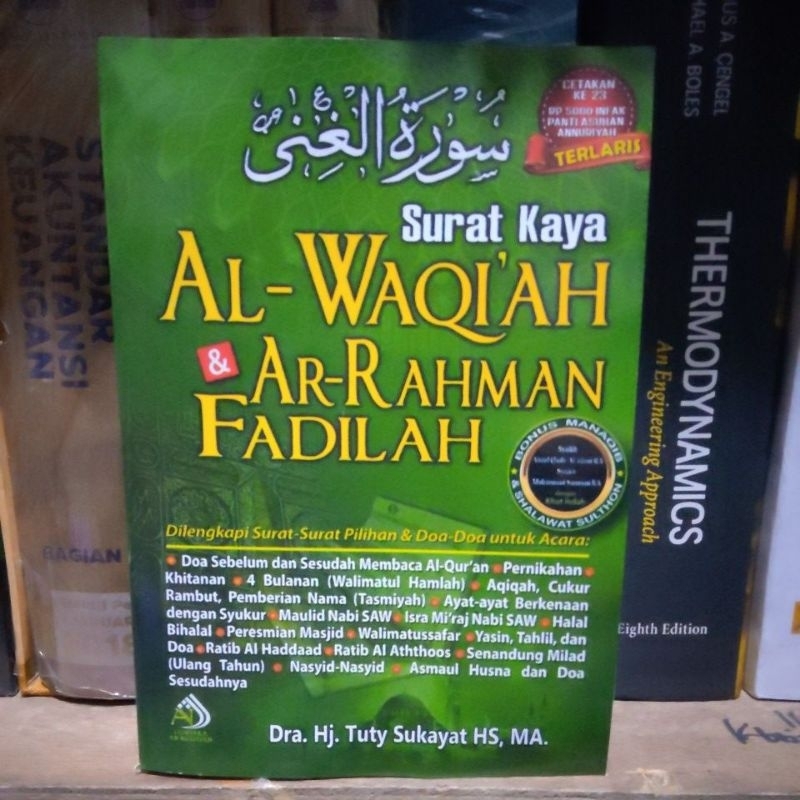 سورة الغنى
CETAKAN
KE 23
RP 5000 INFAK
PANTI ASUHAN
ANNURIYAH
TERLARIS
Surat Kaya
AL-WAQI'AH
& AR-RAHMAN
FADILAH
BONUS MANAQIB
& SHALAWAT SULTHON
Dilengkapi Surat-Surat Pilihan & Doa-Doa untuk Acara:
• Doa Sebelum dan Sesudah Membaca Al-Qur'an • Pernikahan •
Khitanan • 4 Bulanan (Walimatul Hamlah) • Aqiqah, Cukur
Rambut, Pemberian Nama (Tasmiyah) • Ayat-ayat Berkenaan
dengan Syukur • Maulid Nabi SAW • Isra Mi'raj Nabi SAW • Halal
Bihalal • Peresmian Masjid • Walimatussafar • Yasin, Tahlil, dan
Doa • Ratib Al Haddaad • Ratib Al Aththoos • Senandung Milad
(Ulang Tahun) • Nasyid-Nasyid • Asmaul Husna dan Doa
Sesudahnya
Dra. Hj. Tuty Sukayat HS, MA.
STANDAR
AKUNTANSI
KEUANGAN
BAGIAN
US A. CENGEL
HAEL A. BOLES
THERMODYNAMICS
An Engineering Approach
Eighth Edition